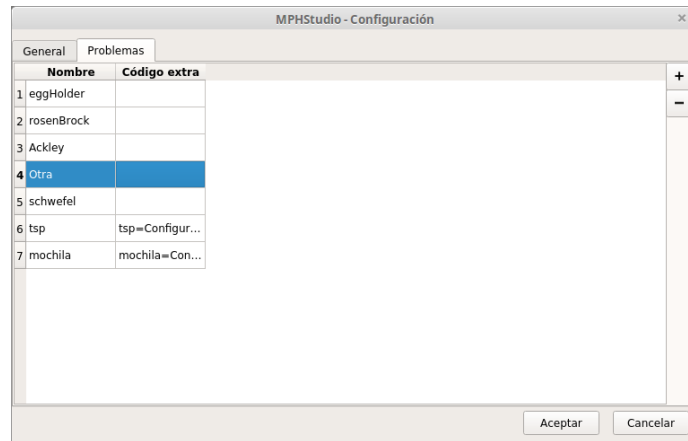 MPHStudio - Configuración ×
General Problemas
Nombre Código extra
1 eggHolder
2 rosenBrock
3 Ackley
4 Otra
5 schwefel
6 tsp tsp=Configur...
7 mochila mochila=Con...
+
−
Aceptar Cancelar